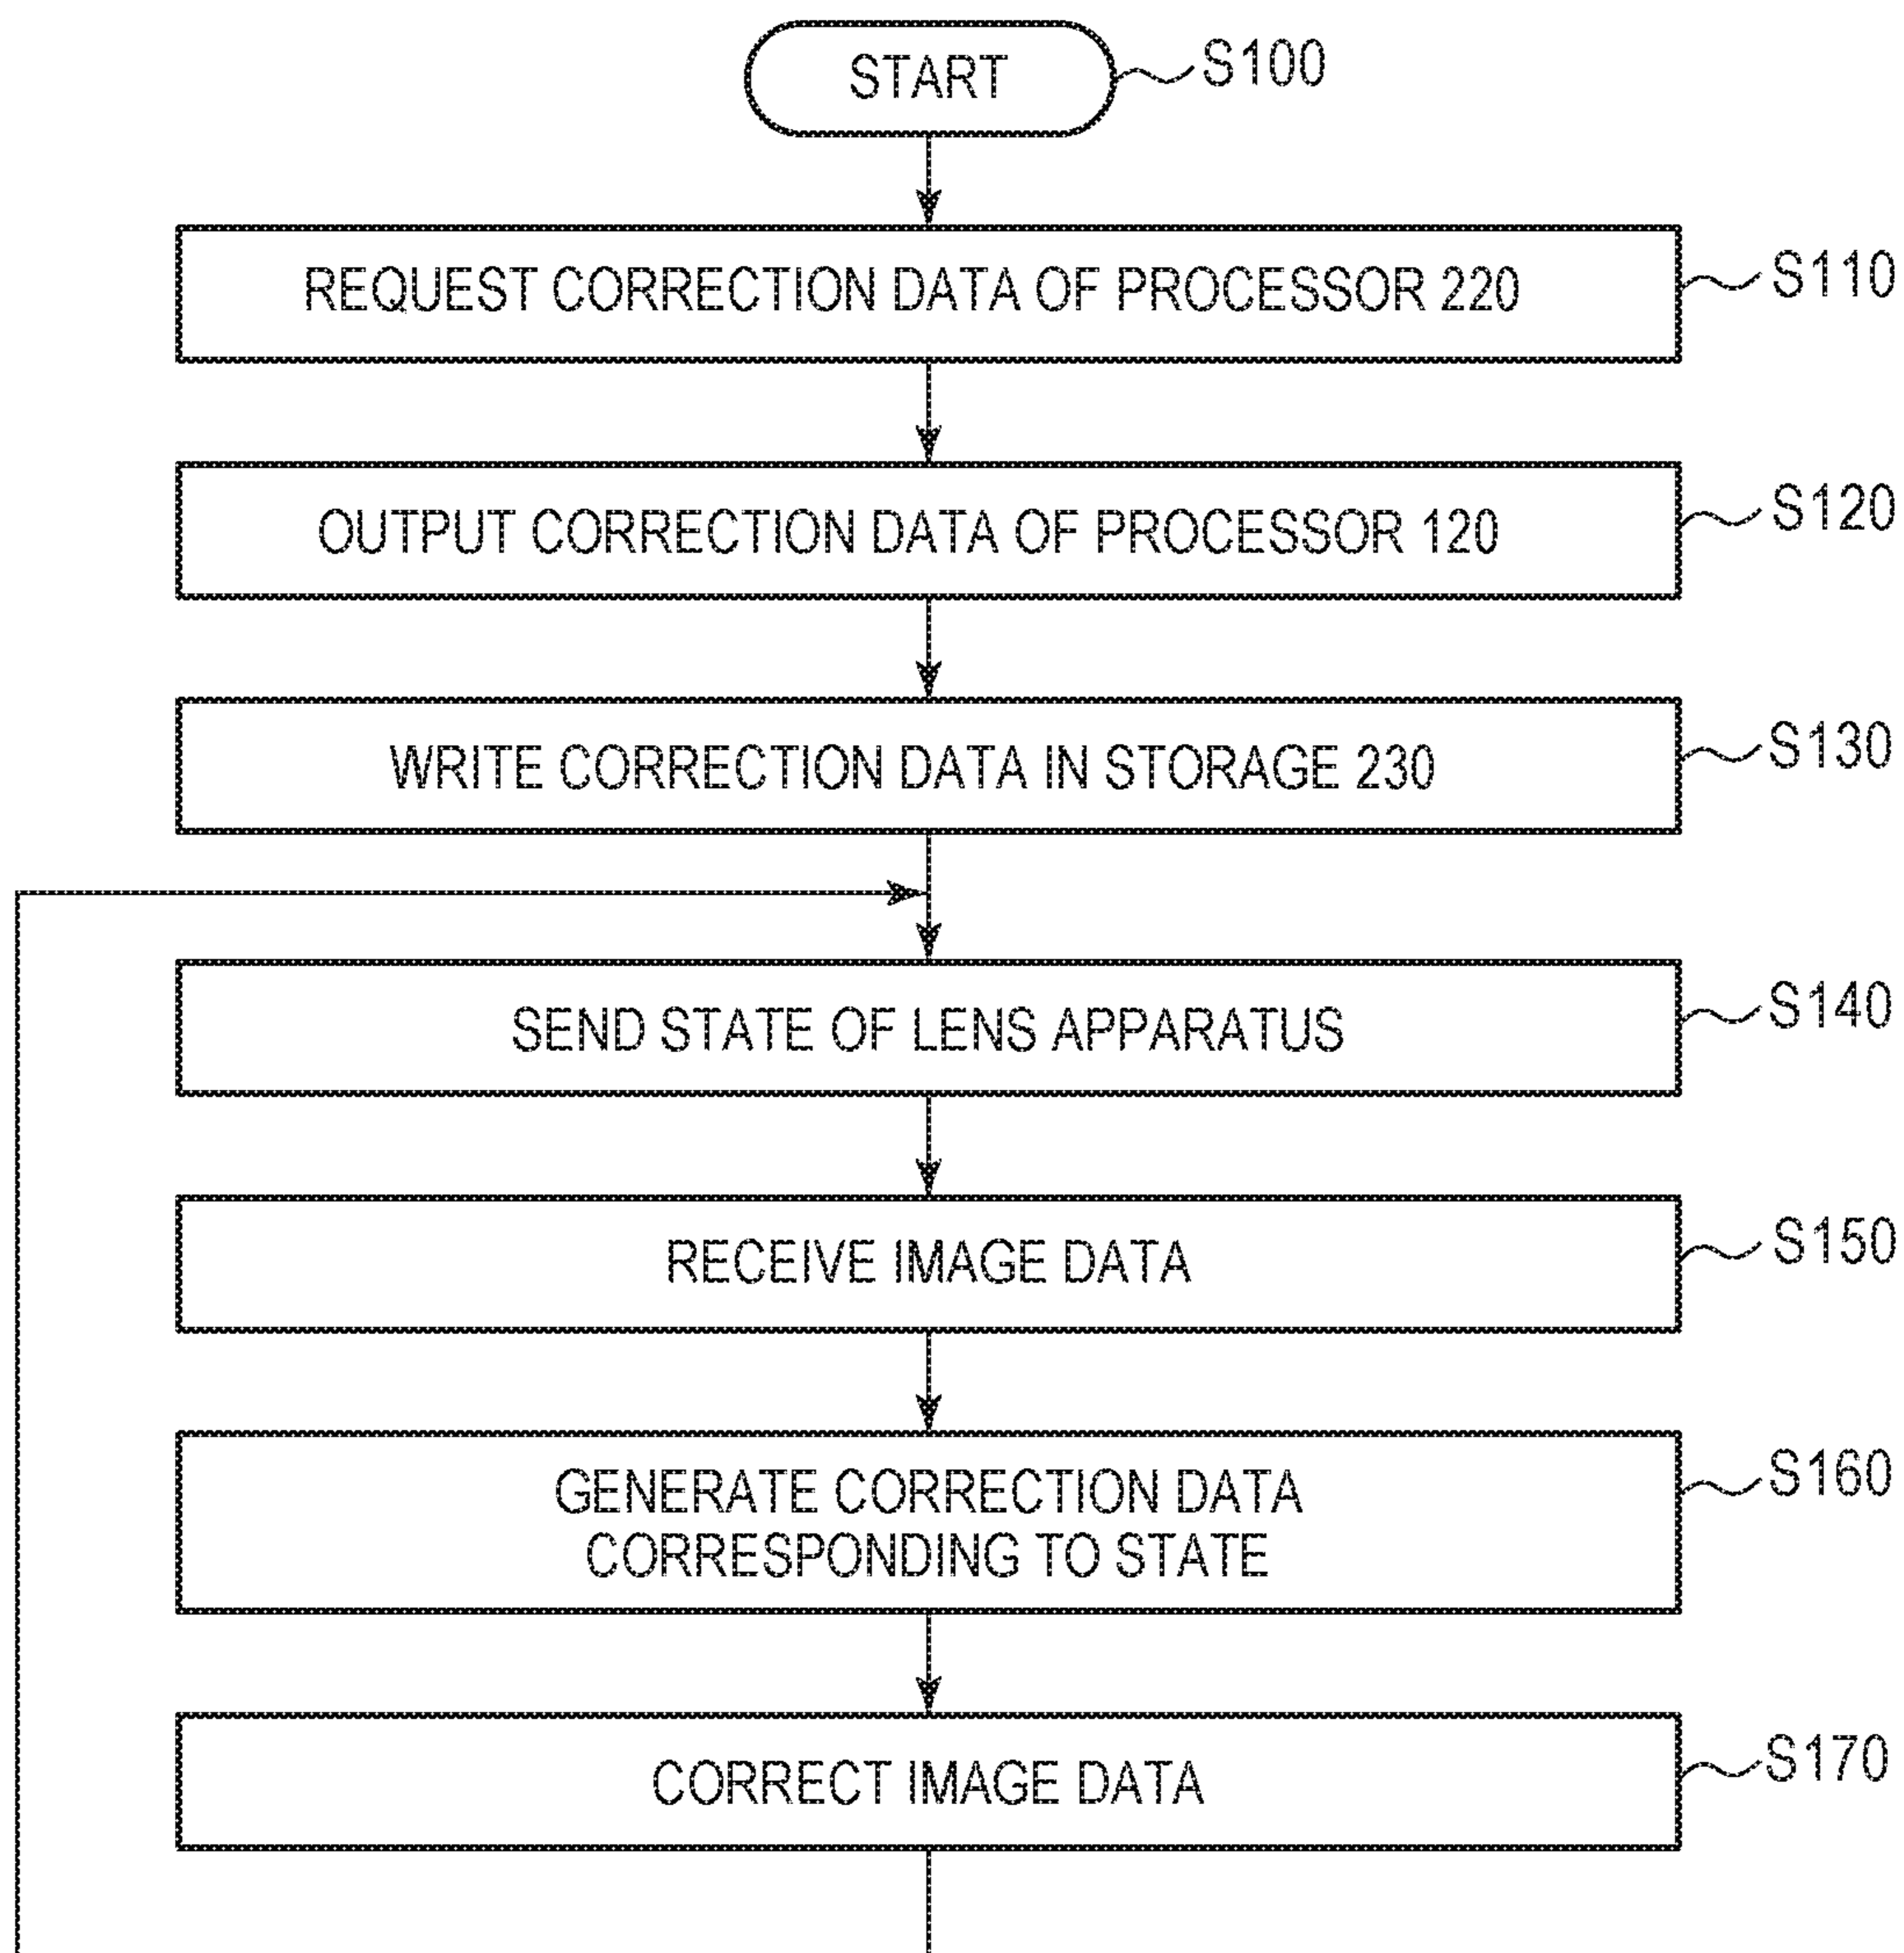 START
S100
REQUEST CORRECTION DATA OF PROCESSOR 220
S110
OUTPUT CORRECTION DATA OF PROCESSOR 120
S120
WRITE CORRECTION DATA IN STORAGE 230
S130
SEND STATE OF LENS APPARATUS
S140
RECEIVE IMAGE DATA
S150
GENERATE CORRECTION DATA
CORRESPONDING TO STATE
S160
CORRECT IMAGE DATA
S170